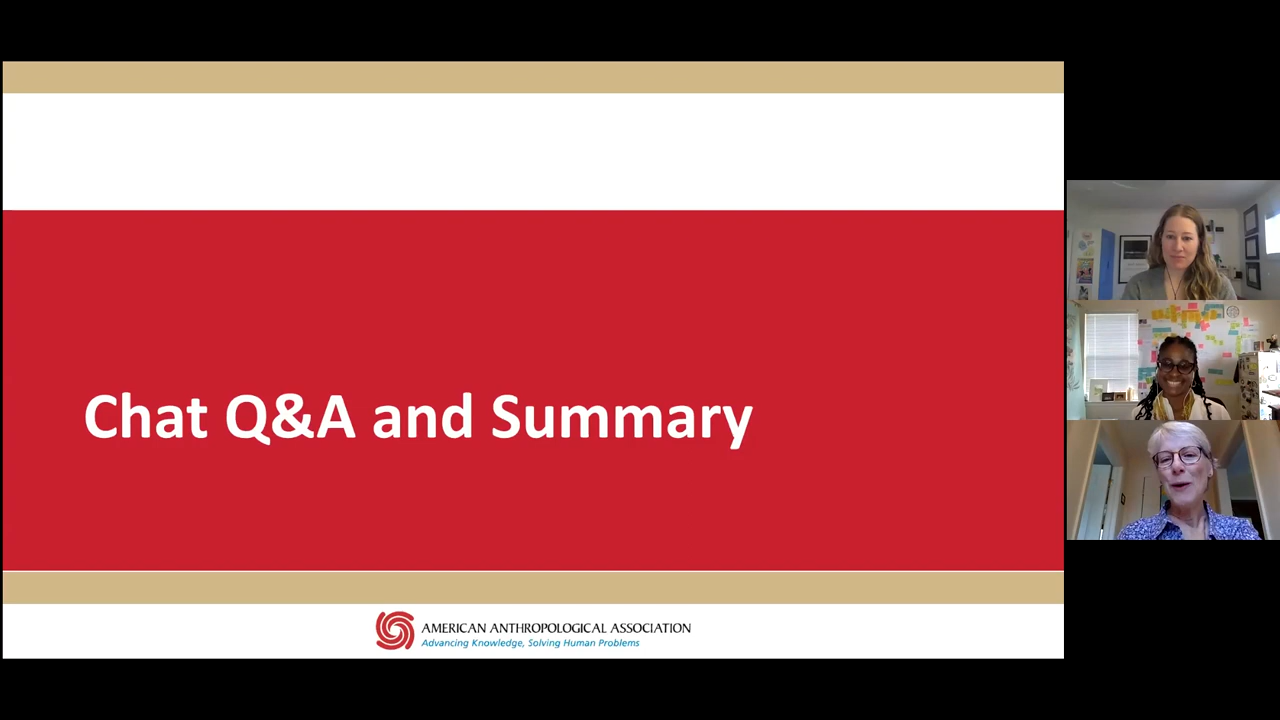 Chat Q&A and Summary
AMERICAN ANTHROPOLOGICAL ASSOCIATION
Advancing Knowledge, Solving Human Problems